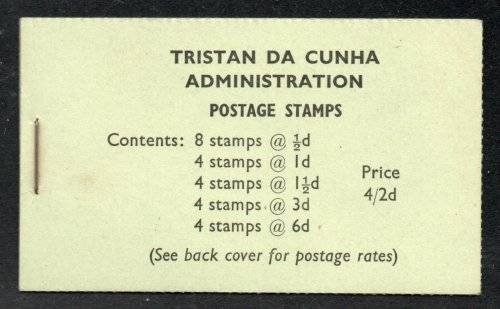 TRISTAN DA CUNHA
ADMINISTRATION
POSTAGE STAMPS
Contents: 8 stamps @ ½d
4 stamps @ 1d
4 stamps @ 1½d
4 stamps @ 3d
4 stamps @ 6d
Price
4/2d
(See back cover for postage rates)